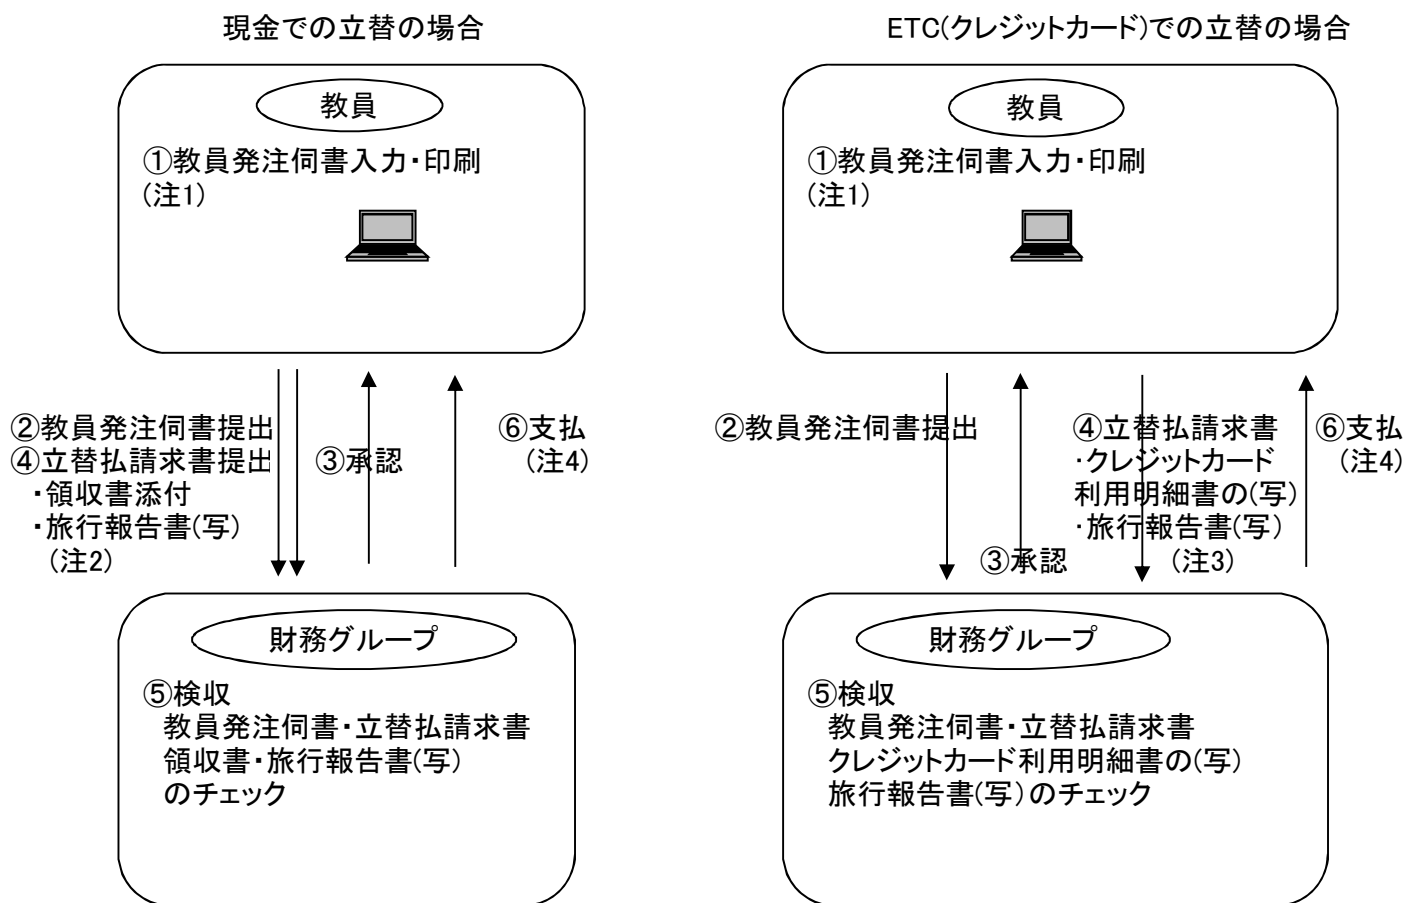 現金での立替の場合
教員
①教員発注伺書入力・印刷
(注1)
②教員発注伺書提出
④立替払請求書提出
・領収書添付
・旅行報告書(写)
(注2)
③承認
⑥支払
(注4)
財務グループ
⑤検収
教員発注伺書・立替払請求書
領収書・旅行報告書(写)
のチェック
ETC(クレジットカード)での立替の場合
教員
①教員発注伺書入力・印刷
(注1)
②教員発注伺書提出
③承認
④立替払請求書
・クレジットカード
利用明細書の(写)
・旅行報告書(写)
(注3)
⑥支払
(注4)
財務グループ
⑤検収
教員発注伺書・立替払請求書
クレジットカード利用明細書の(写)
旅行報告書(写)のチェック